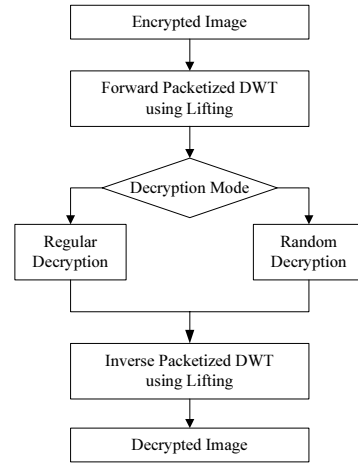 Encrypted Image
Forward Packetized DWT
using Lifting
Decryption Mode
Regular
Decryption
Random
Decryption
Inverse Packetized DWT
using Lifting
Decrypted Image